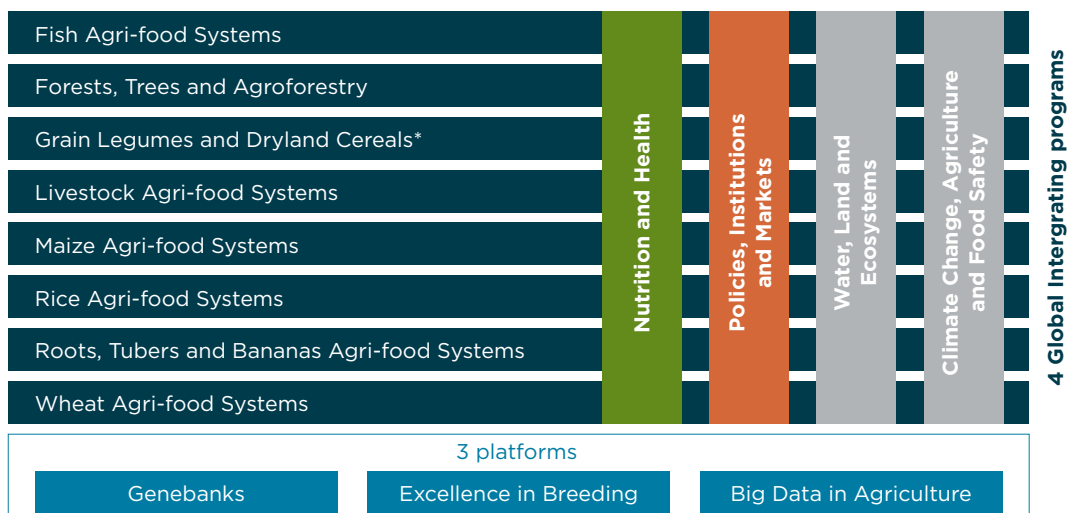 Fish Agri-food Systems
Forests, Trees and Agroforestry
Grain Legumes and Dryland Cereals*
Livestock Agri-food Systems
Maize Agri-food Systems
Rice Agri-food Systems
Roots, Tubers and Bananas Agri-food Systems
Wheat Agri-food Systems
Nutrition and Health
Policies, Institutions
and Markets
Water, Land and
Ecosystems
Climate Change, Agriculture
and Food Safety
4 Global Intergrating programs
3 platforms
Genebanks
Excellence in Breeding
Big Data in Agriculture